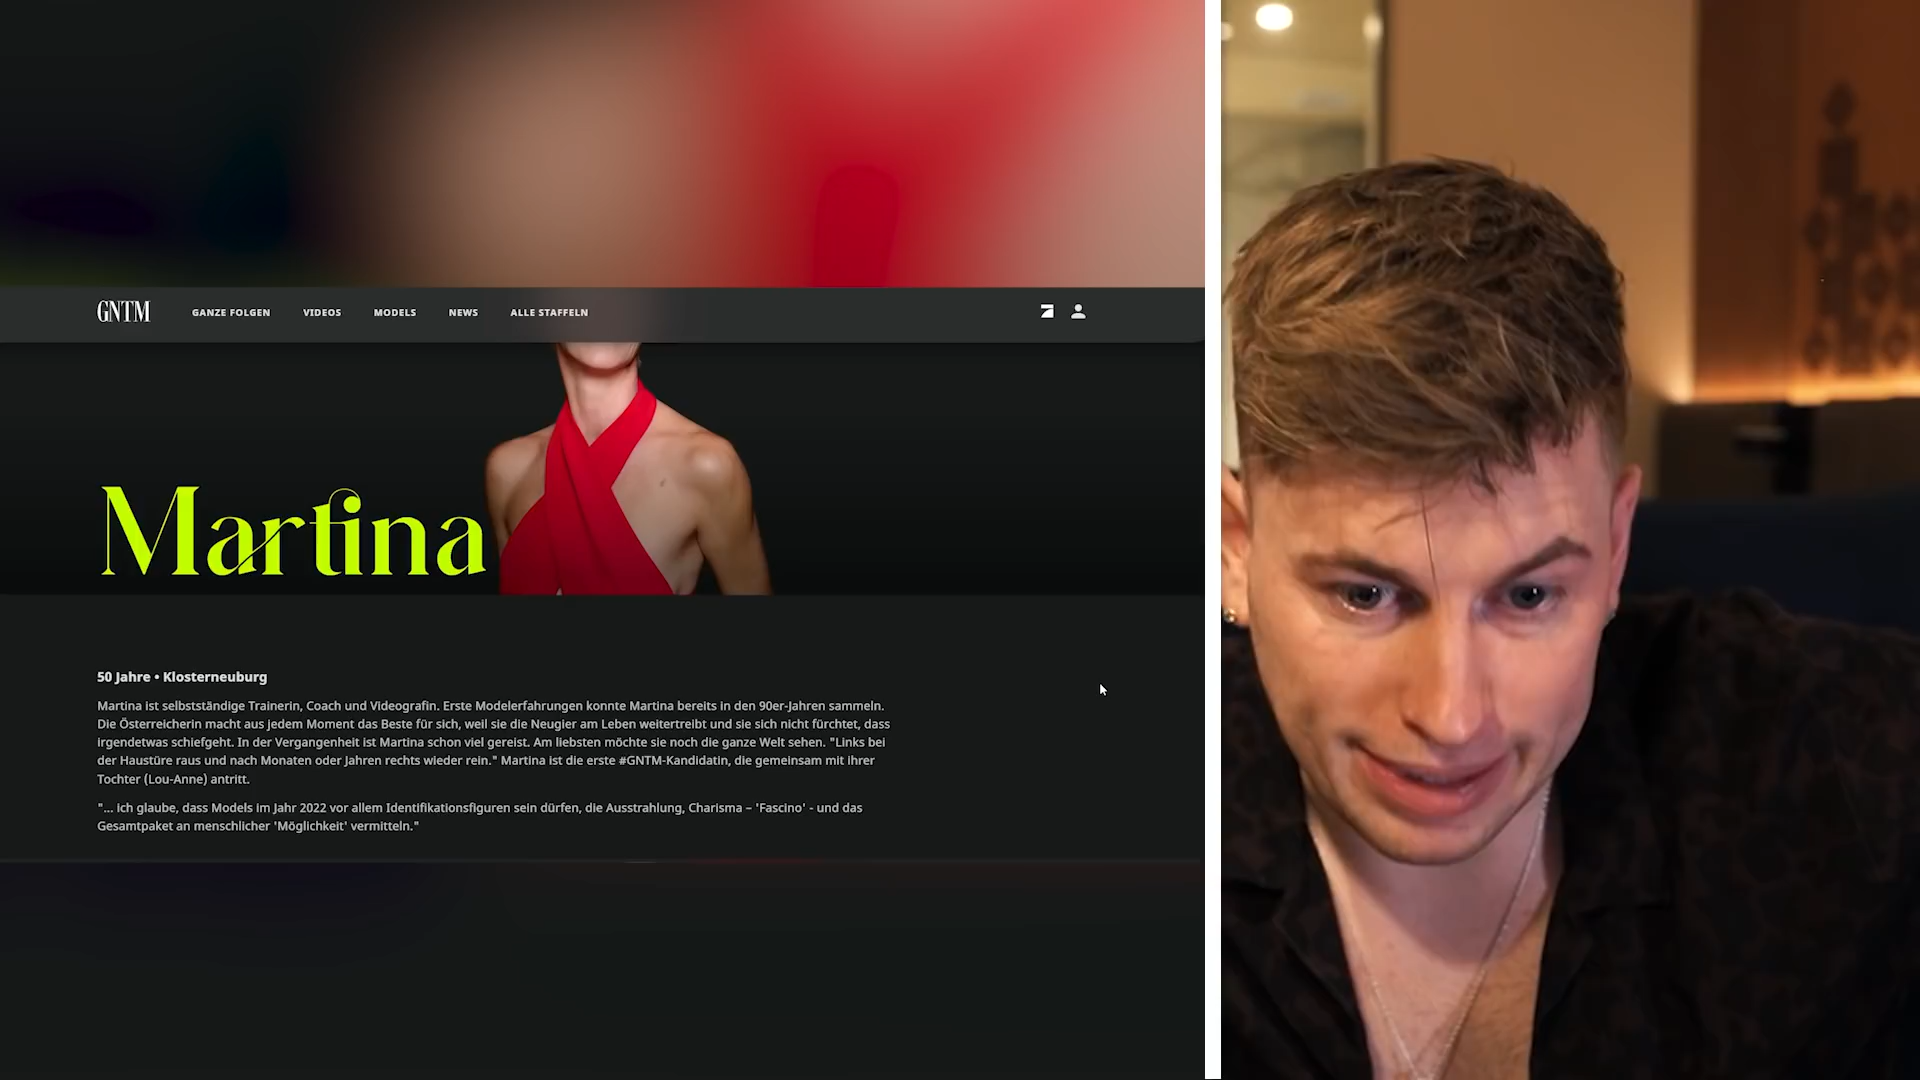 GNTM GANZE FOLGEN VIDEOS MODELS NEWS ALLE STAFFELN
Martina
50 Jahre • Klosterneuburg
Martina ist selbstständige Trainerin, Coach und Videografin. Erste Modelerfahrungen konnte Martina bereits in den 90er-Jahren sammeln.
Die Österreicherin macht aus jedem Moment das Beste für sich, weil sie die Neugier am Leben weitertreibt und sie sich nicht fürchtet, dass
irgendetwas schiefgeht. In der Vergangenheit ist Martina schon viel gereist. Am liebsten möchte sie noch die ganze Welt sehen. "Links bei
der Haustüre raus und nach Monaten oder Jahren rechts wieder rein." Martina ist die erste #GNTM-Kandidatin, die gemeinsam mit ihrer
Tochter (Lou-Anne) antritt.
"... ich glaube, dass Models im Jahr 2022 vor allem Identifikationsfiguren sein dürfen, die Ausstrahlung, Charisma – 'Fascino' - und das
Gesamtpaket an menschlicher 'Möglichkeit' vermitteln."